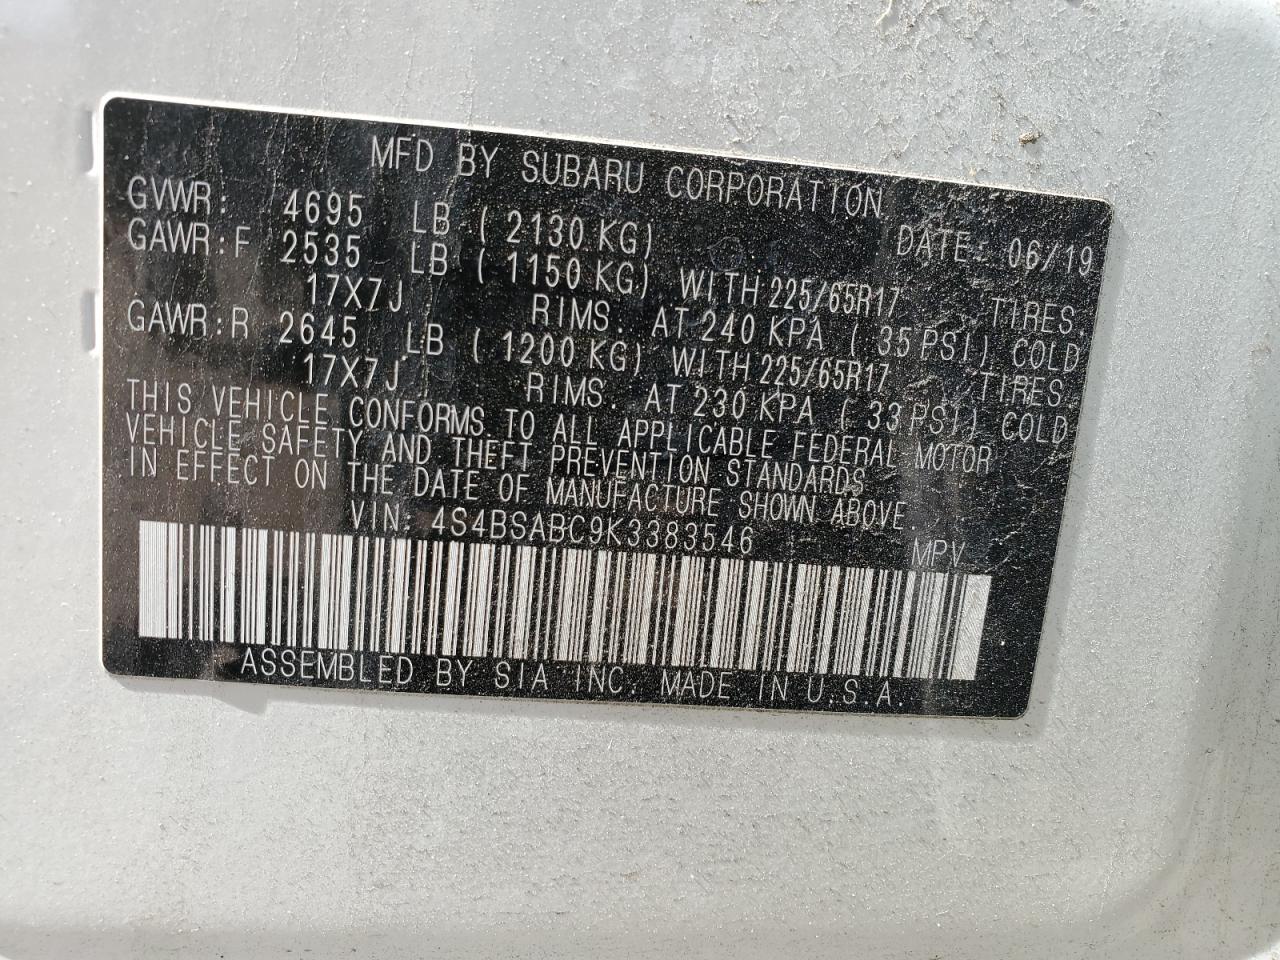 MFD BY SUBARU CORPORATION
GVWR: 4695 LB ( 2130 KG) DATE: 06/19
GAWR:F 2535 LB ( 1150 KG) WITH 225/65R17 TIRES,
17X7J RIMS. AT 240 KPA ( 35 PSI) COLD
GAWR:R 2645 LB ( 1200 KG) WITH 225/65R17 TIRES,
17X7J RIMS. AT 230 KPA ( 33 PSI) COLD
THIS VEHICLE CONFORMS TO ALL APPLICABLE FEDERAL MOTOR
VEHICLE SAFETY AND THEFT PREVENTION STANDARDS
IN EFFECT ON THE DATE OF MANUFACTURE SHOWN ABOVE.
VIN: 4S4BSABC9K3383546 MPV
ASSEMBLED BY SIA INC. MADE IN U.S.A.